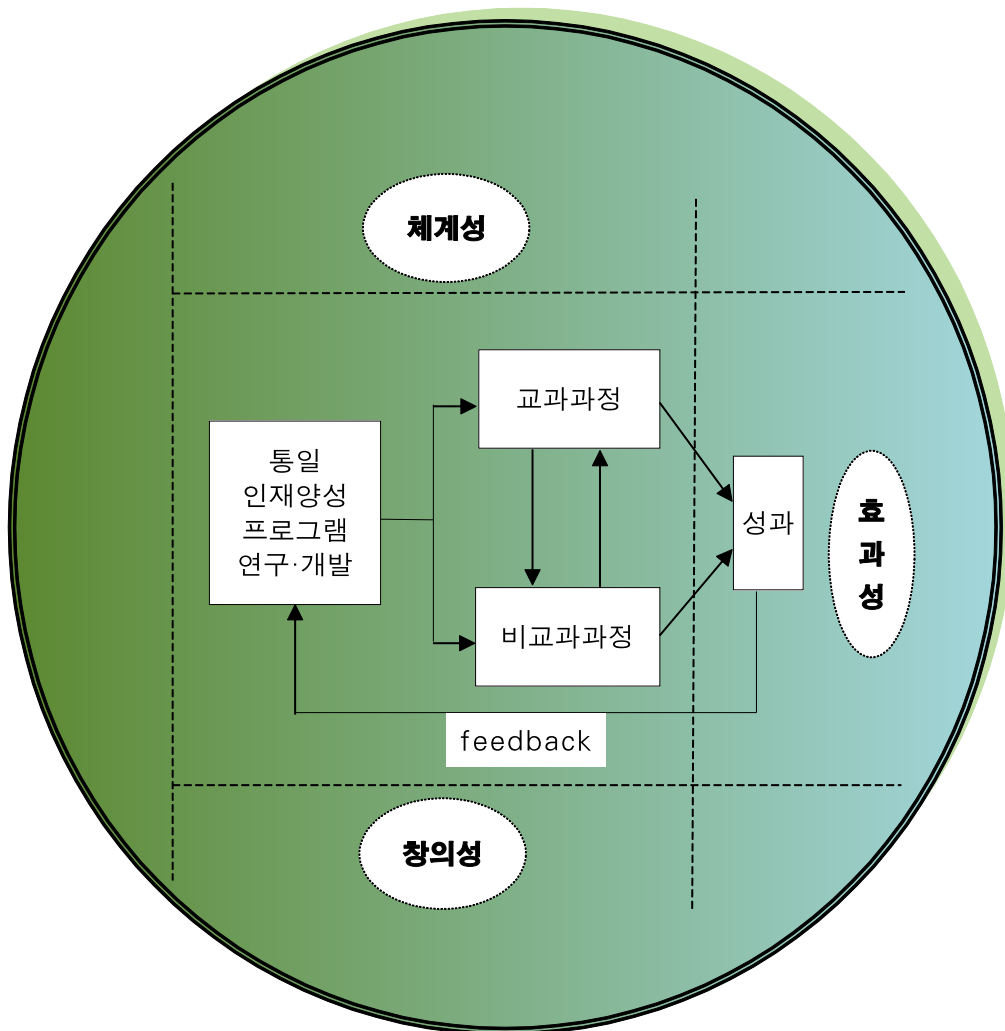 체계성
교과과정
통일
인재양성
프로그램
연구·개발
성과
효
과
성
비교과과정
feedback
창의성